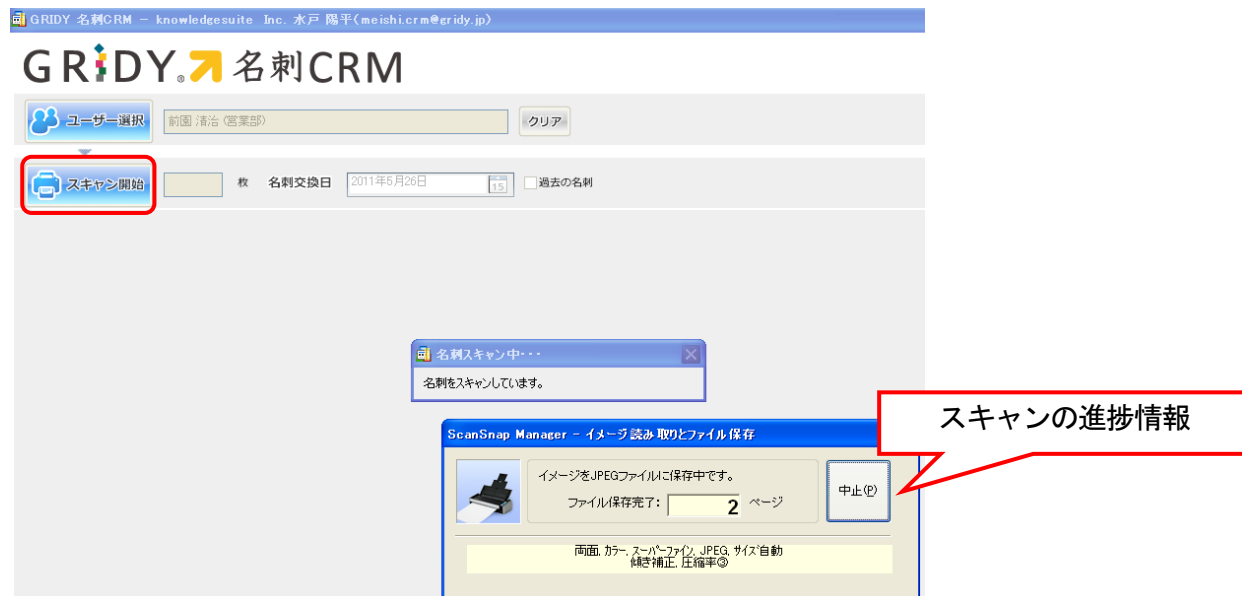 GRIDY 名刺CRM － knowledgesuite Inc. 水戸 陽平(meishi.crm@gridy.jp)
GRiDY® 名刺CRM
ユーザー選択 前園 清治 (営業部) クリア
スキャン開始 枚 名刺交換日 2011年5月26日 15 過去の名刺
名刺スキャン中・・・
名刺をスキャンしています。
スキャンの進捗情報
ScanSnap Manager － イメージ読み取りとファイル保存
イメージをJPEGファイルに保存中です。
ファイル保存完了： 2 ページ
中止(P)
両面, カラー, スーパーファイン, JPEG, サイズ自動
傾き補正, 圧縮率③